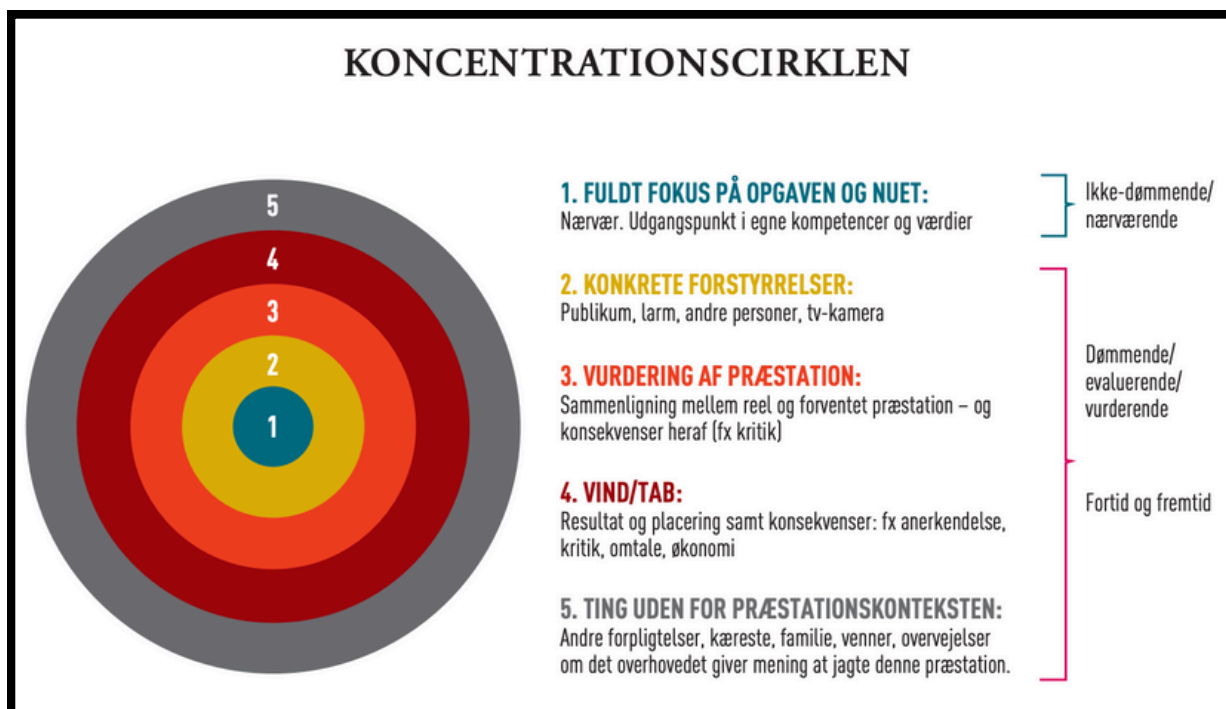 KONCENTRATIONSCIRKLEN
5
4
3
2
1
1. FULDT FOKUS PÅ OPGAVEN OG NUET:
Nærvær. Udgangspunkt i egne kompetencer og værdier
Ikke-dømmende/
nærværende
2. KONKRETE FORSTYRRELSER:
Publikum, larm, andre personer, tv-kamera
3. VURDERING AF PRÆSTATION:
Sammenligning mellem reel og forventet præstation – og
konsekvenser heraf (fx kritik)
4. VIND/TAB:
Resultat og placering samt konsekvenser: fx anerkendelse,
kritik, omtale, økonomi
5. TING UDEN FOR PRÆSTATIONSKONTEKSTEN:
Andre forpligtelser, kæreste, familie, venner, overvejelser
om det overhovedet giver mening at jagte denne præstation.
Dømmende/
evaluerende/
vurderende
Fortid og fremtid